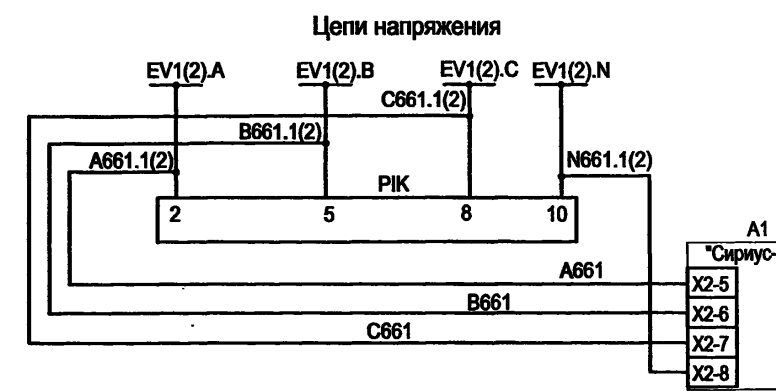 Цепи напряжения
EV1(2).A EV1(2).B EV1(2).C EV1(2).N
C661.1(2)
B661.1(2)
A661.1(2) N661.1(2)
PIK
2 5 8 10
A1
"Сириус-
A661 X2-5
B661 X2-6
C661 X2-7
X2-8